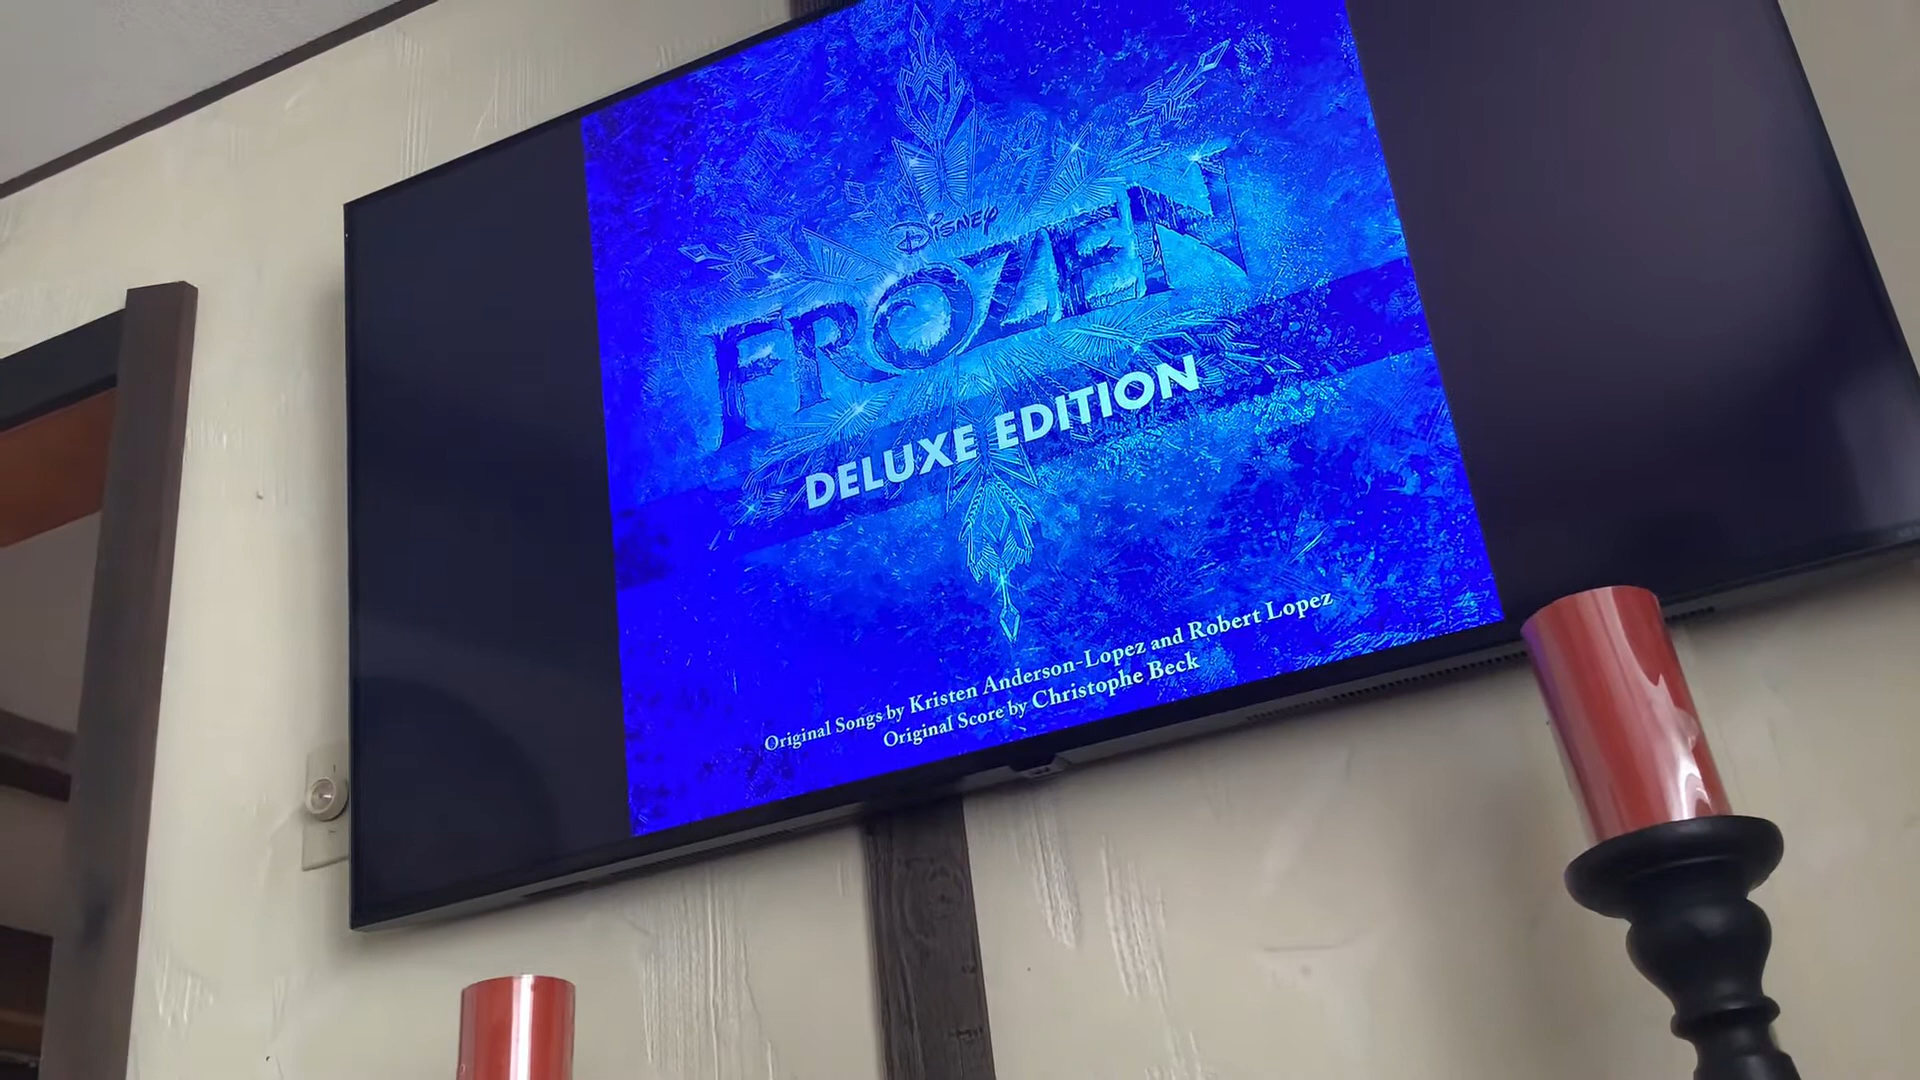 DISNEY
FROZEN
DELUXE EDITION
Original Songs by Kristen Anderson-Lopez and Robert Lopez
Original Score by Christophe Beck